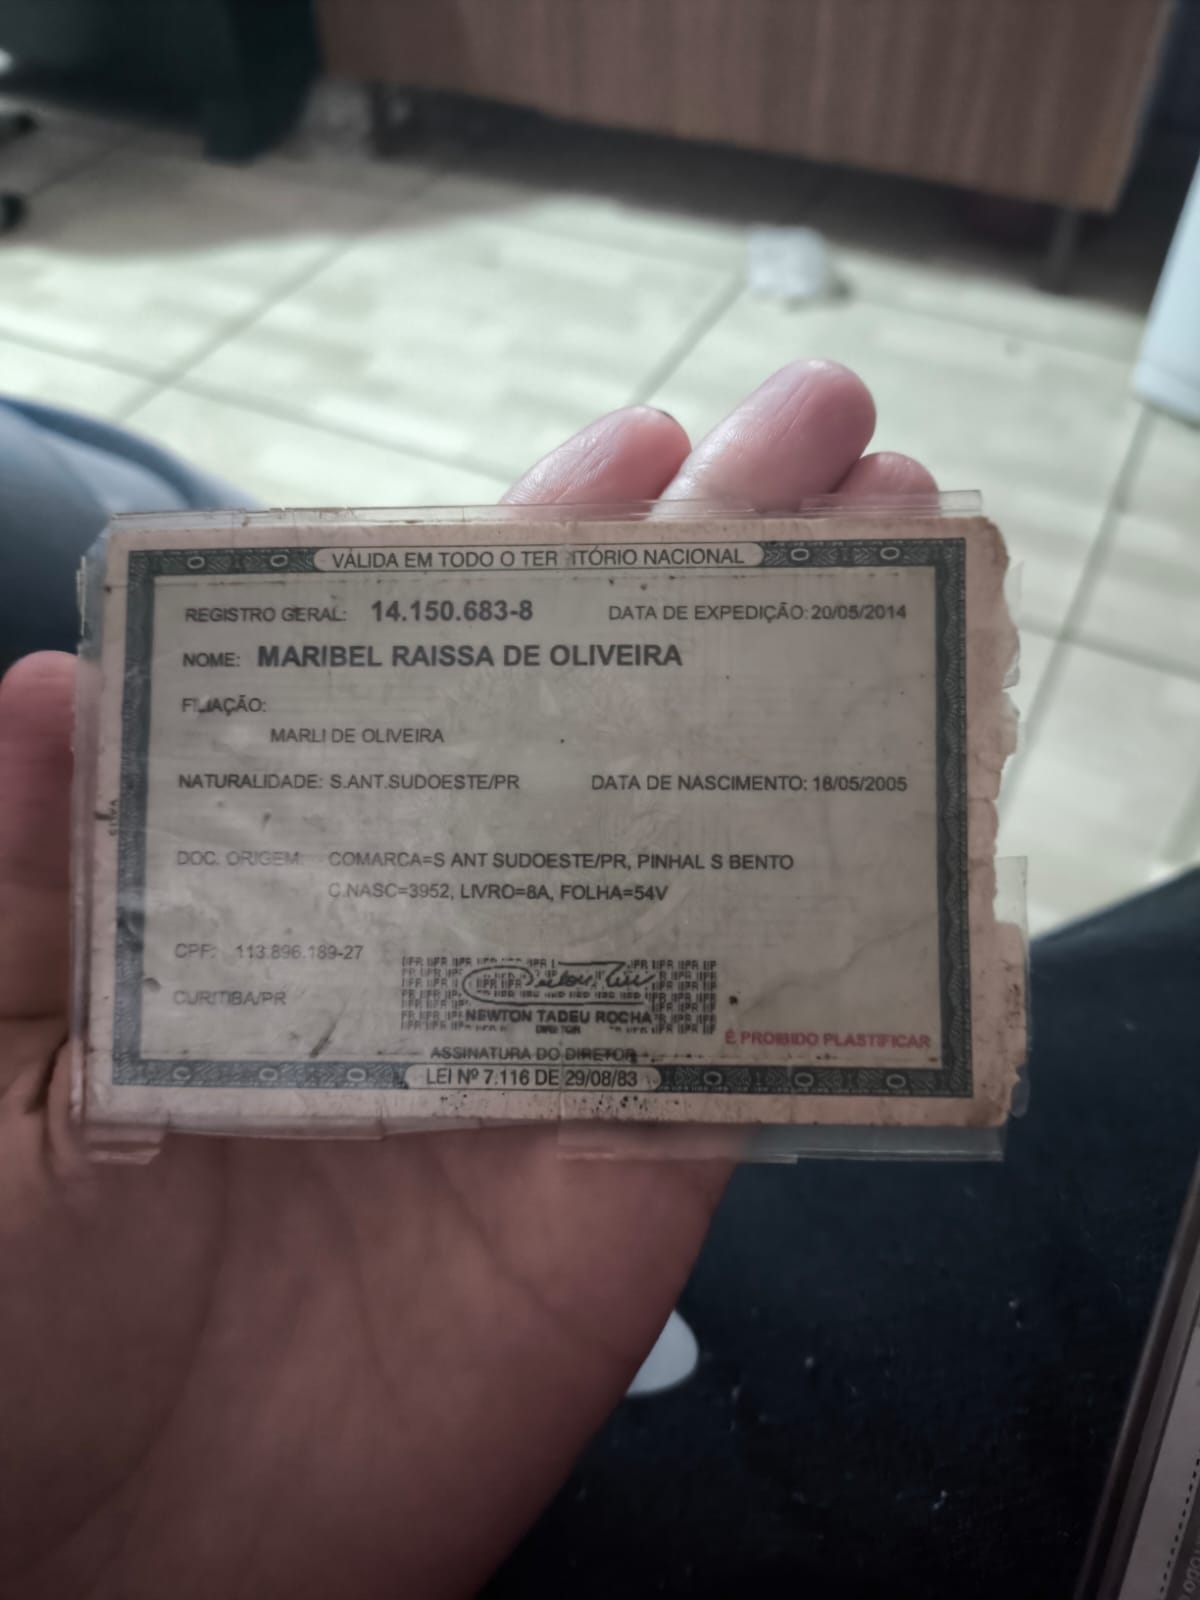 VÁLIDA EM TODO O TERRITÓRIO NACIONAL
REGISTRO GERAL: 14.150.683-8 DATA DE EXPEDIÇÃO: 20/05/2014
NOME: MARIBEL RAISSA DE OLIVEIRA
FILIAÇÃO:
MARLI DE OLIVEIRA
NATURALIDADE: S.ANT.SUDOESTE/PR DATA DE NASCIMENTO: 18/05/2005
DOC. ORIGEM: COMARCA=S ANT SUDOESTE/PR, PINHAL S BENTO
C.NASC=3952, LIVRO=8A, FOLHA=54V
CPF: 113.896.189-27
CURITIBA/PR
NEWTON TADEU ROCHA
DIRETOR
É PROIBIDO PLASTIFICAR
ASSINATURA DO DIRETOR
LEI Nº 7.116 DE 29/08/83